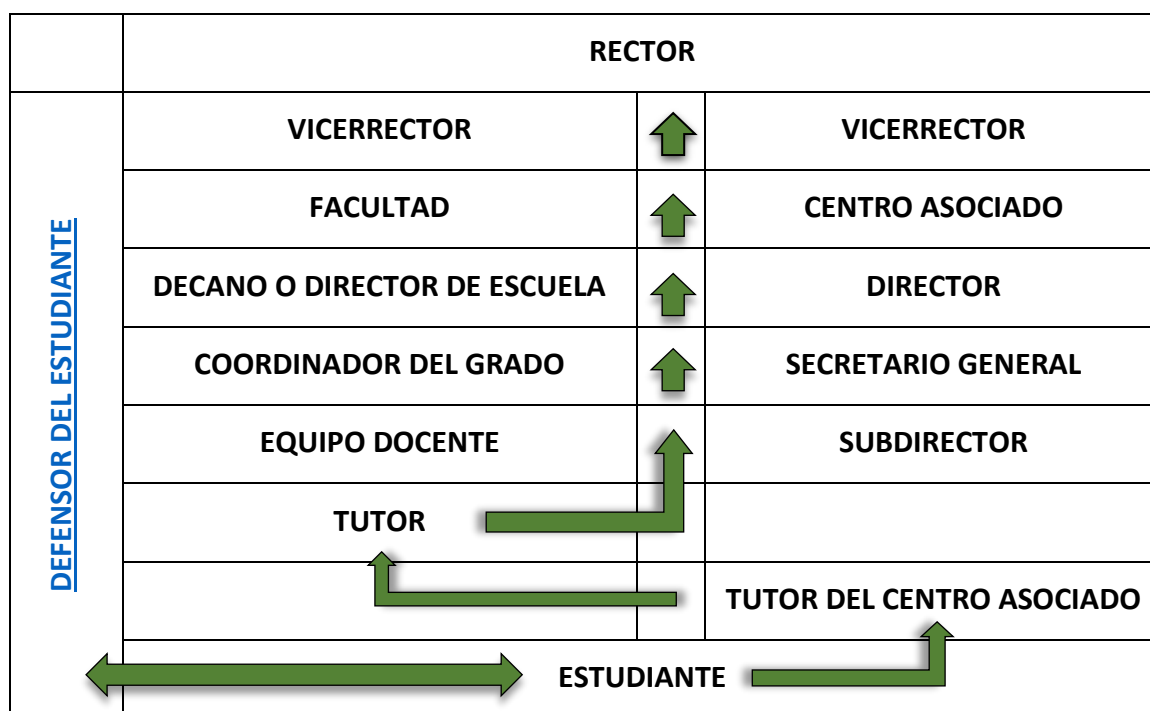 RECTOR
DEFENSOR DEL ESTUDIANTE
VICERRECTOR
VICERRECTOR
FACULTAD
CENTRO ASOCIADO
DECANO O DIRECTOR DE ESCUELA
DIRECTOR
COORDINADOR DEL GRADO
SECRETARIO GENERAL
EQUIPO DOCENTE
SUBDIRECTOR
TUTOR
TUTOR DEL CENTRO ASOCIADO
ESTUDIANTE